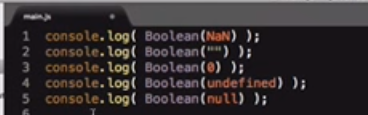 main.js
1 console.log( Boolean(NaN) );
2 console.log( Boolean("") );
3 console.log( Boolean(0) );
4 console.log( Boolean(undefined) );
5 console.log( Boolean(null) );
6